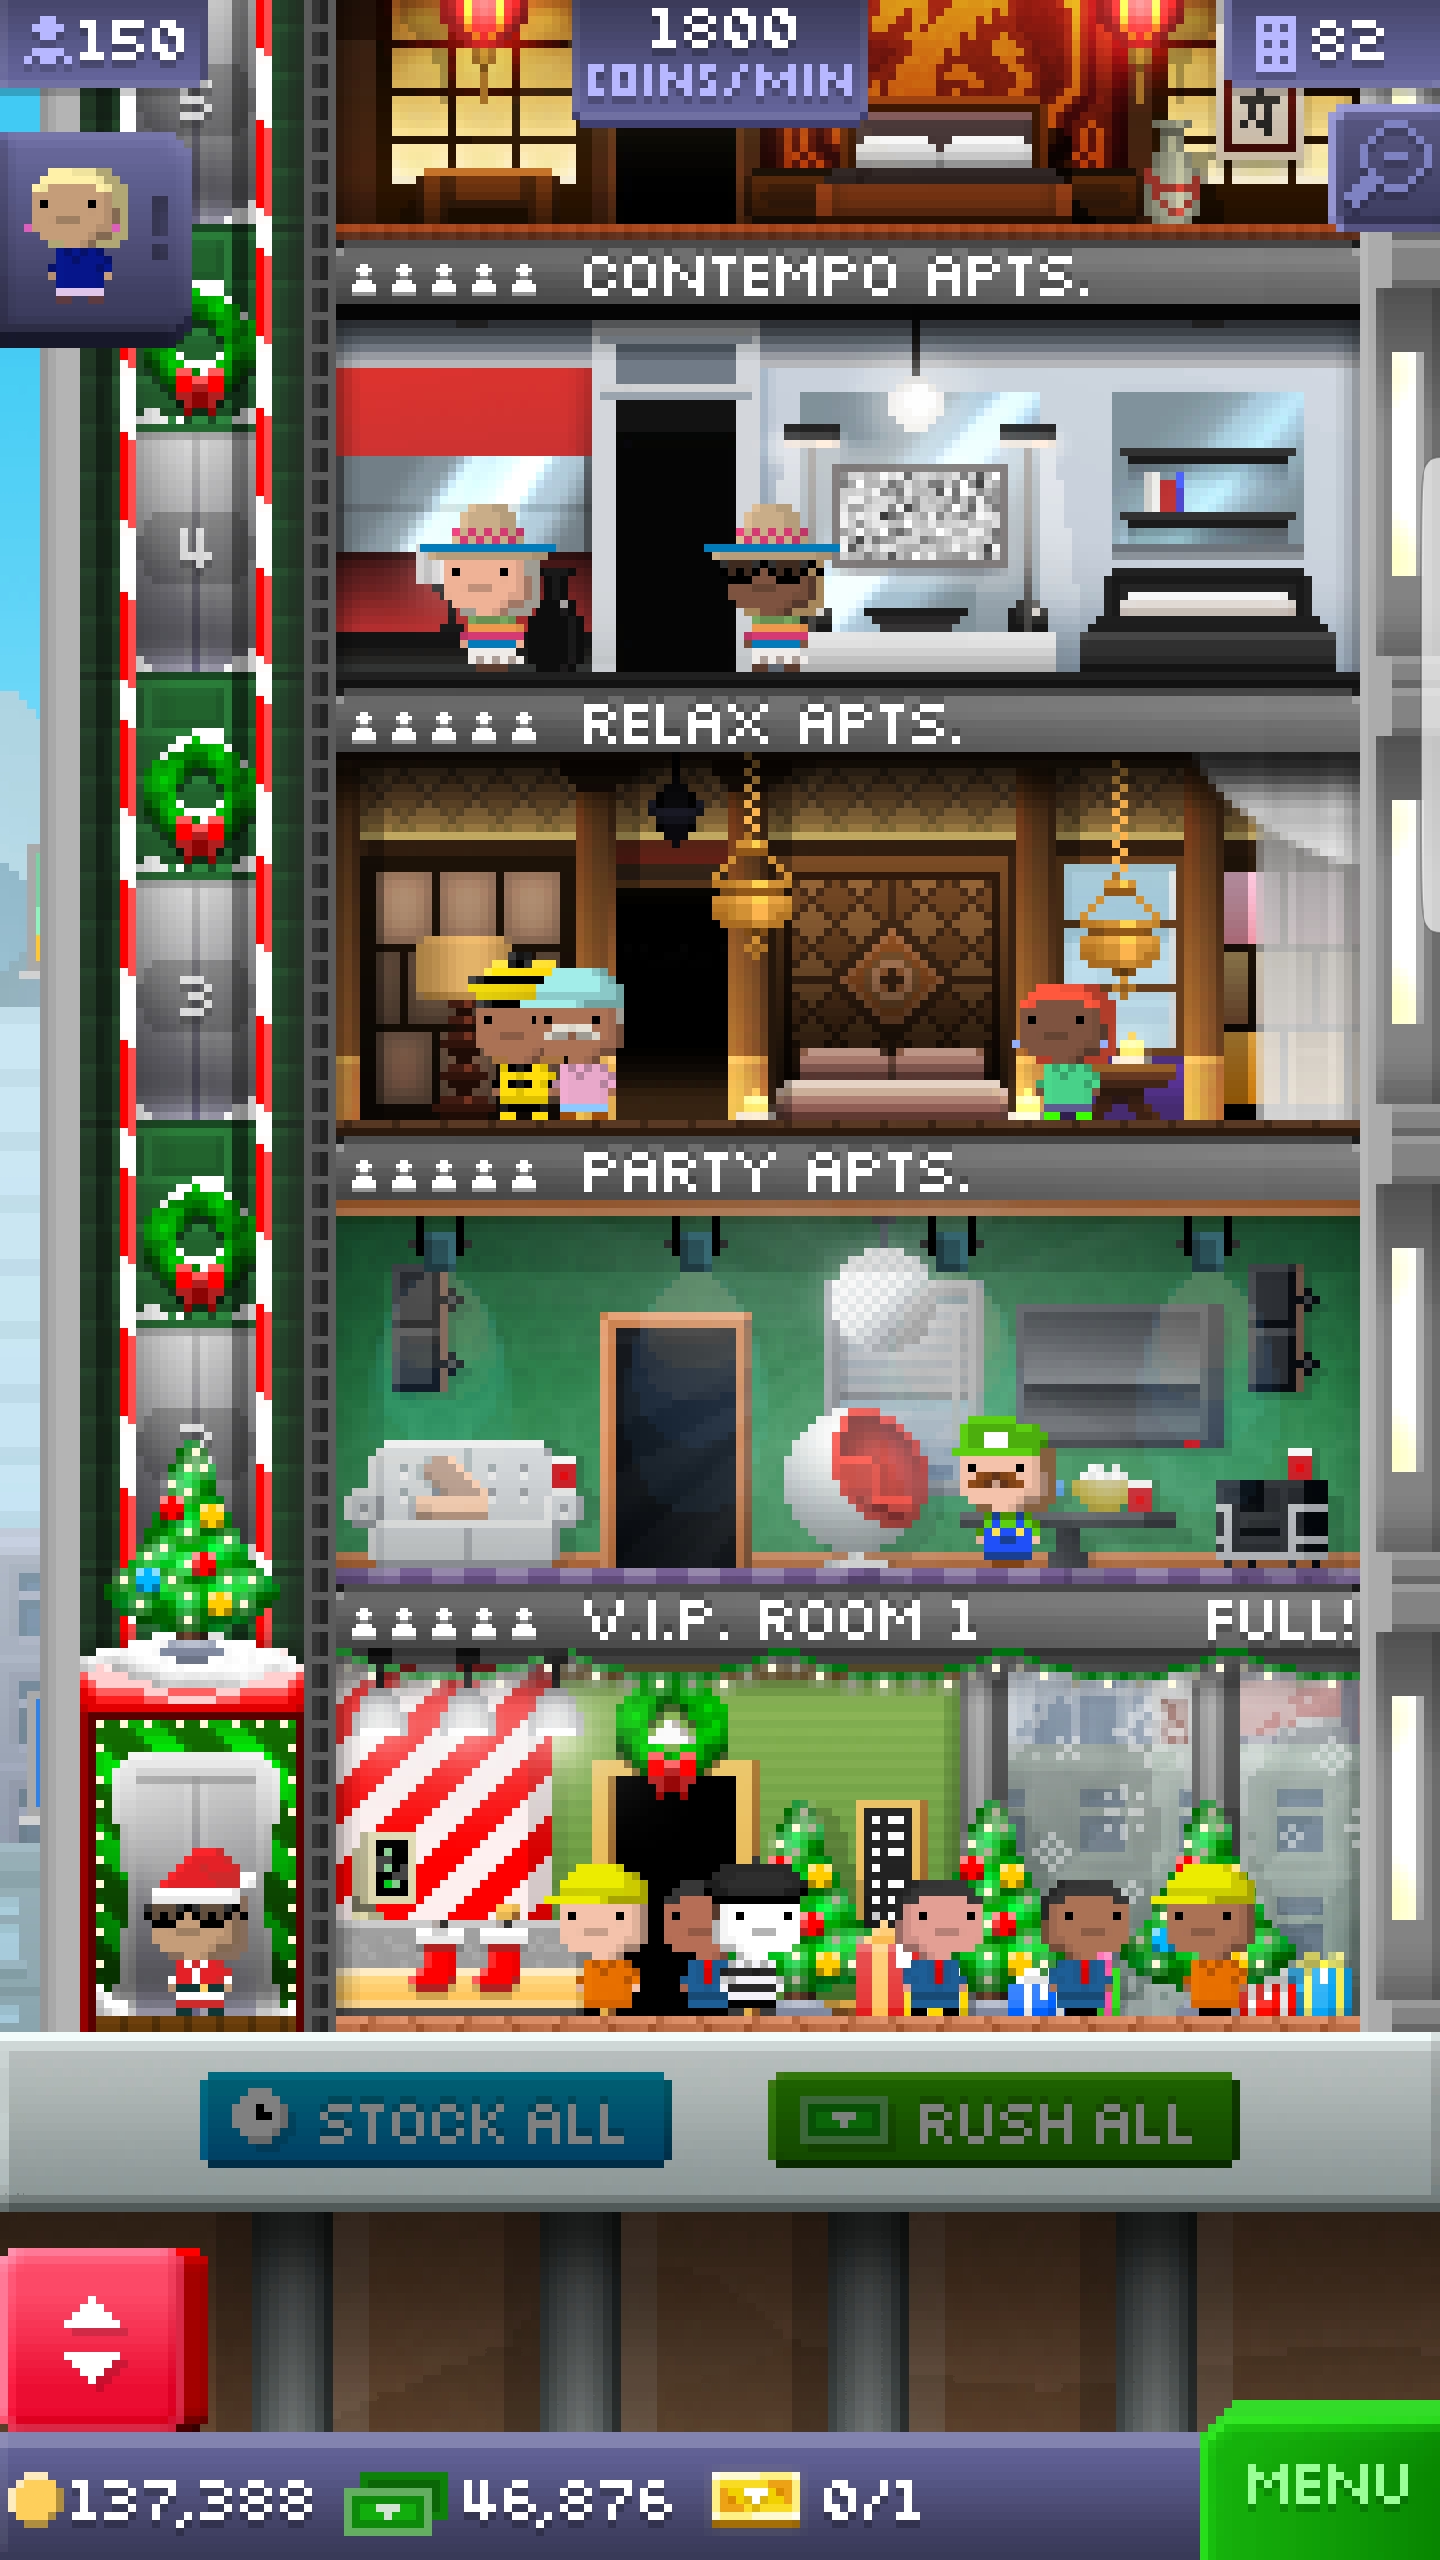 150
1800
COINS/MIN
82
5
CONTEMPO APTS.
4
RELAX APTS.
3
PARTY APTS.
V.I.P. ROOM 1 FULL!
STOCK ALL
RUSH ALL
137,388
46,876
0/1
MENU